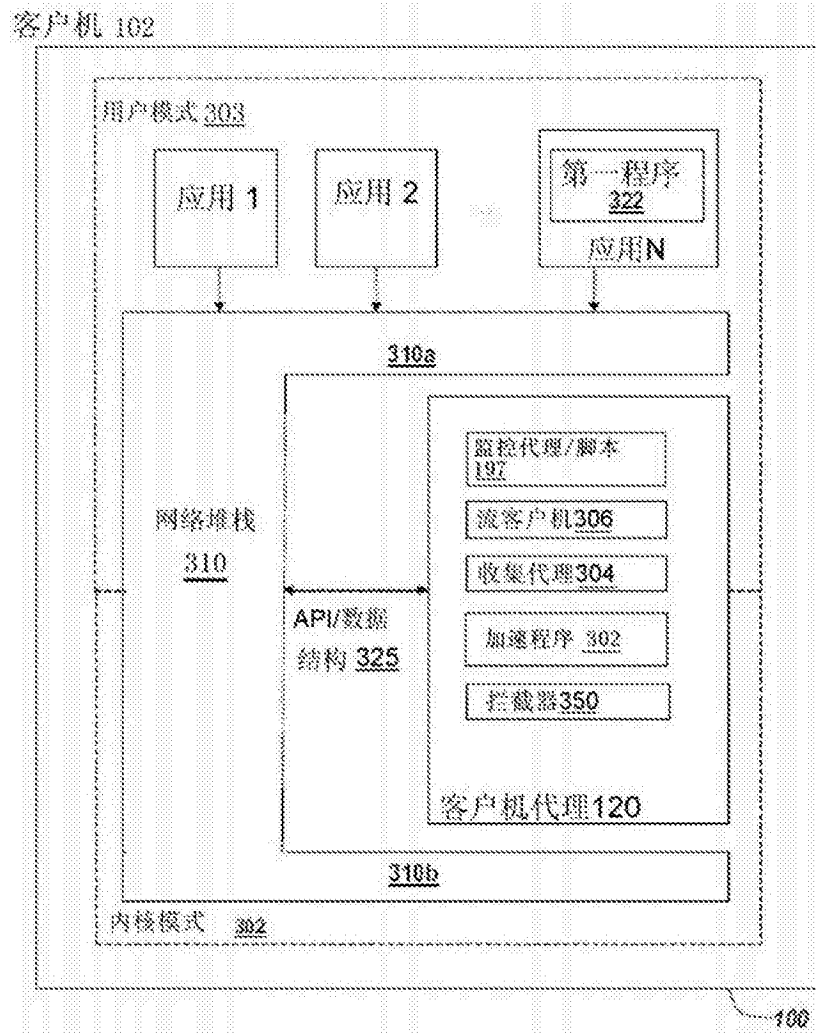 客户机 102
用户模式 303
应用 1
应用 2
第一程序
322
应用N
310a
监控代理/脚本
197
流客户机306
网络堆栈
310
收集代理304
API/数据
结构 325
加速程序 302
拦截器350
客户机代理120
310b
内核模式 302
100